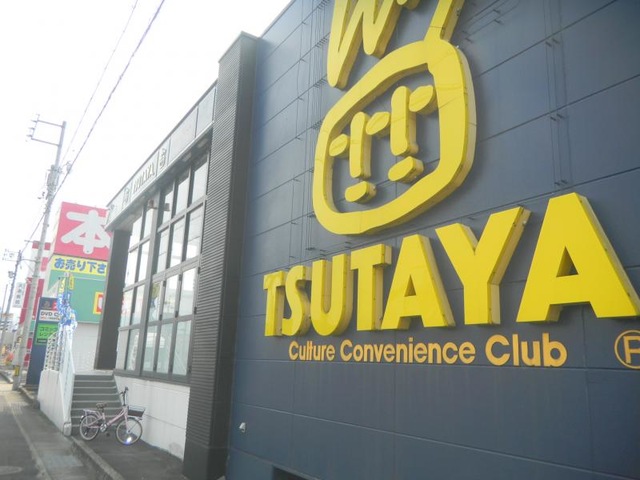 TSUTAYA
Culture Convenience Club
P
本
お売り下さ
DVD